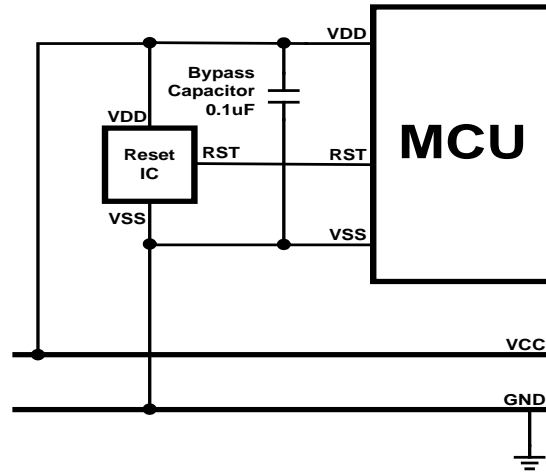 VDD
Bypass
Capacitor
0.1uF
VDD
Reset
IC
RST
RST
MCU
VSS
VSS
VCC
GND